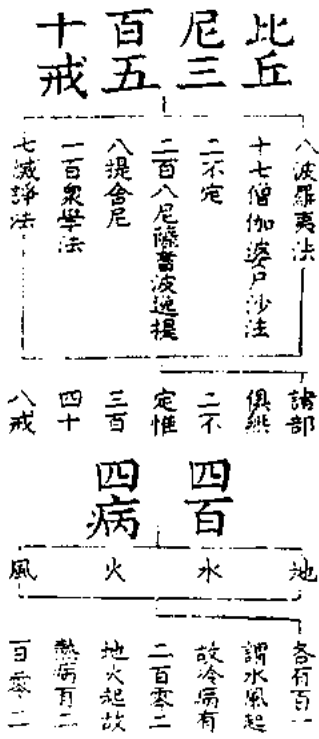 比丘
尼三
百五
十戒
八波羅夷法
十七僧伽婆尸沙法
二不定
二百八尼薩耆波逸提
八提舍尼
一百衆學法
七滅諍法
諸部
俱無
二不
定惟
三百
四十
八戒
四百
四病
地
水
火
風
各有百一
謂水風起
故冷病有
二百零二
地火起故
熱病有二
百零二